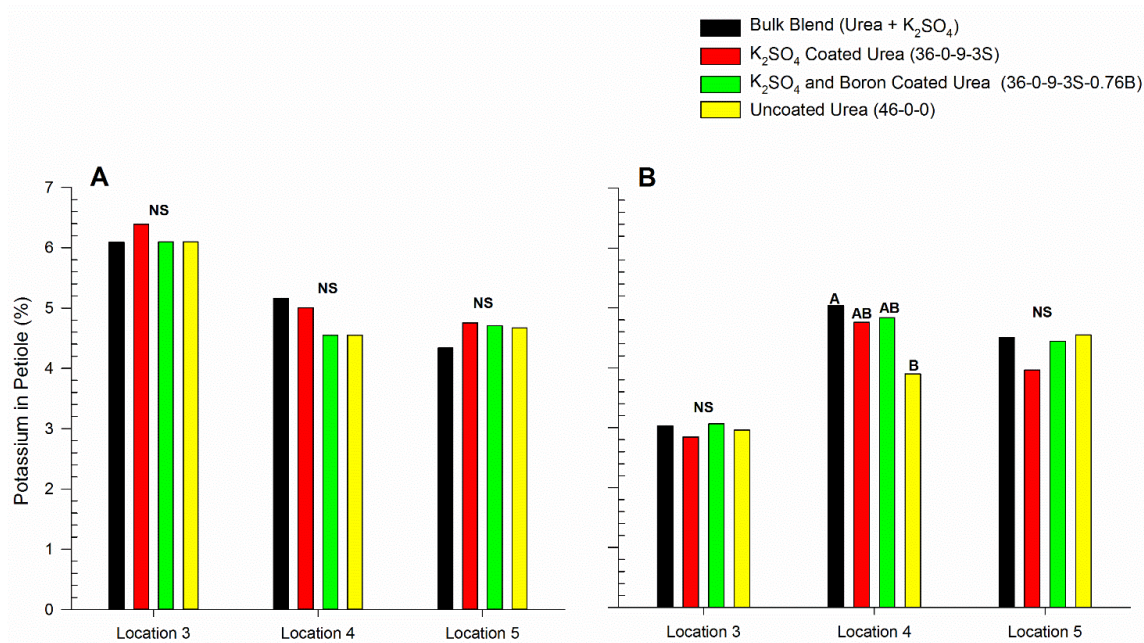 Bulk Blend (Urea + K₂SO₄)
K₂SO₄ Coated Urea (36-0-9-3S)
K₂SO₄ and Boron Coated Urea (36-0-9-3S-0.76B)
Uncoated Urea (46-0-0)
A
B
Potassium in Petiole (%)
7
6
5
4
3
2
1
0
NS
NS
NS
Location 3
Location 4
Location 5
NS
A
AB
AB
B
NS
Location 3
Location 4
Location 5